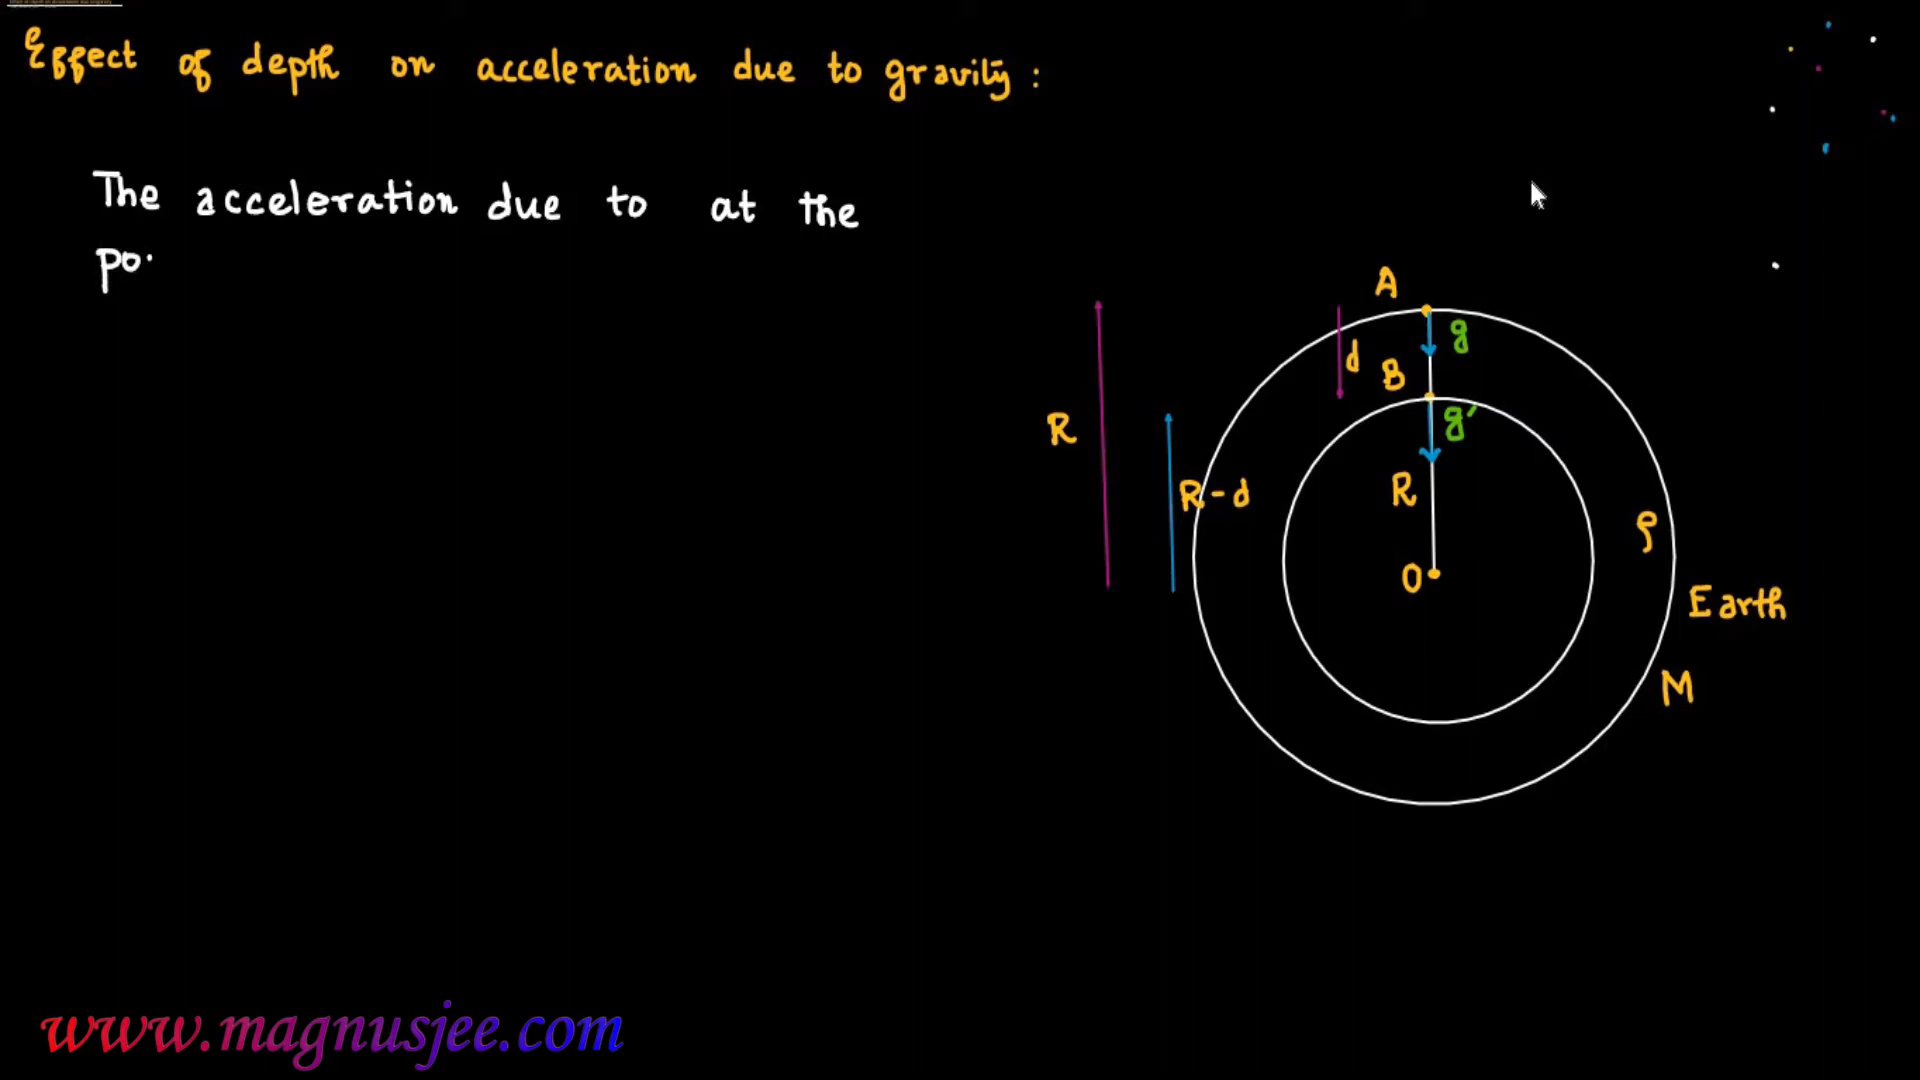 Effect of depth on acceleration due to gravity :
The acceleration due to at the
po
A
g
d
B
g'
R
R-d
R
ρ
O
Earth
M
www.magnusjee.com